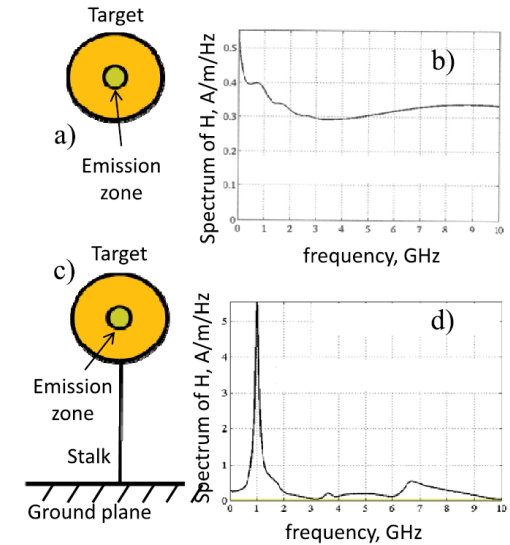 Target
a)
Emission
zone
b)
Spectrum of H, A/m/Hz
0.5
0.4
0.3
0.2
0.1
0
0 1 2 3 4 5 6 7 8 9 10
frequency, GHz
Target
c)
Emission
zone
Stalk
Ground plane
d)
Spectrum of H, A/m/Hz
5
4
3
2
1
0
0 1 2 3 4 5 6 7 8 9 10
frequency, GHz